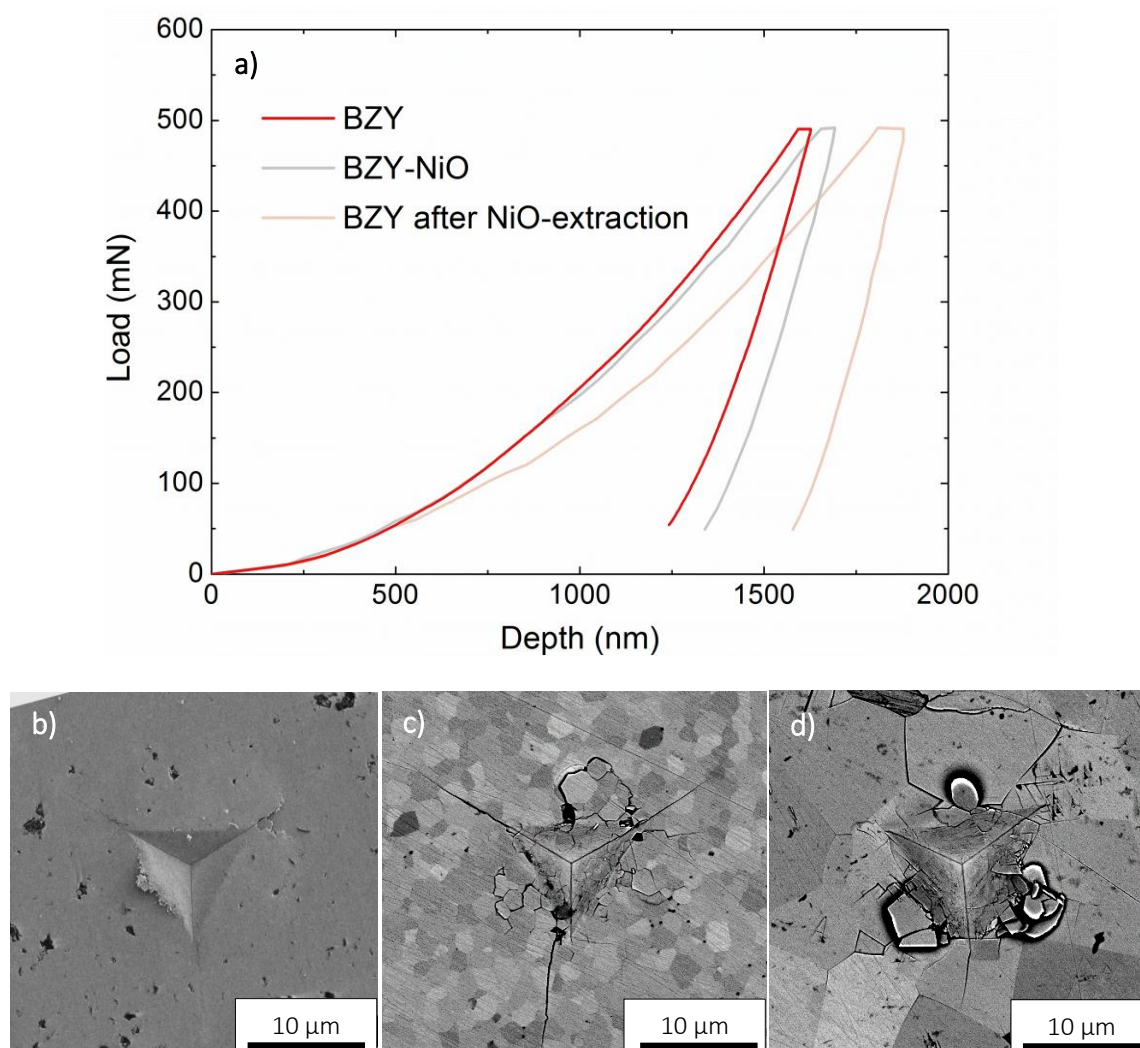 600
a)
BZY
500
BZY-NiO
400
BZY after NiO-extraction
300
200
100
0
Load (mN)
0 500 1000 1500 2000
Depth (nm)
b)
c)
d)
10 µm
10 µm
10 µm